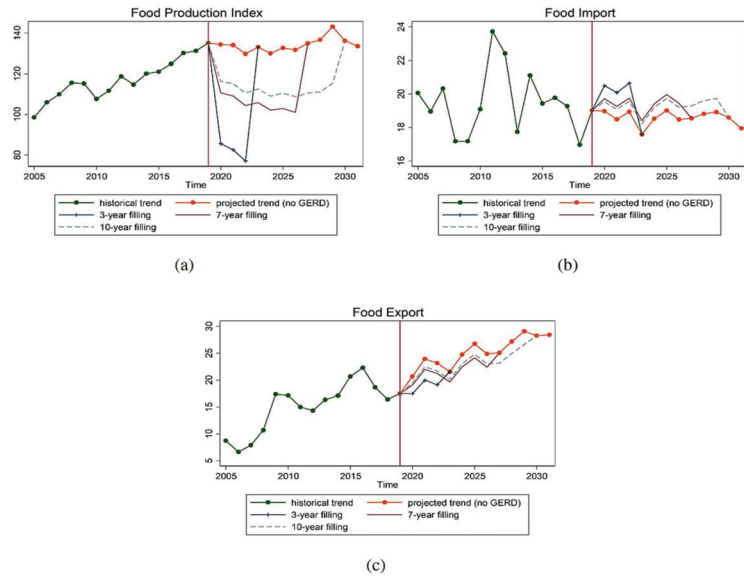 Food Production Index
140
120
100
80
2005
2010
2015
2020
2025
2030
Time
historical trend
projected trend (no GERD)
3-year filling
7-year filling
10-year filling
(a)
Food Import
24
22
20
18
16
2005
2010
2015
2020
2025
2030
Time
historical trend
projected trend (no GERD)
3-year filling
7-year filling
10-year filling
(b)
Food Export
30
25
20
15
10
5
2005
2010
2015
2020
2025
2030
Time
historical trend
projected trend (no GERD)
3-year filling
7-year filling
10-year filling
(c)